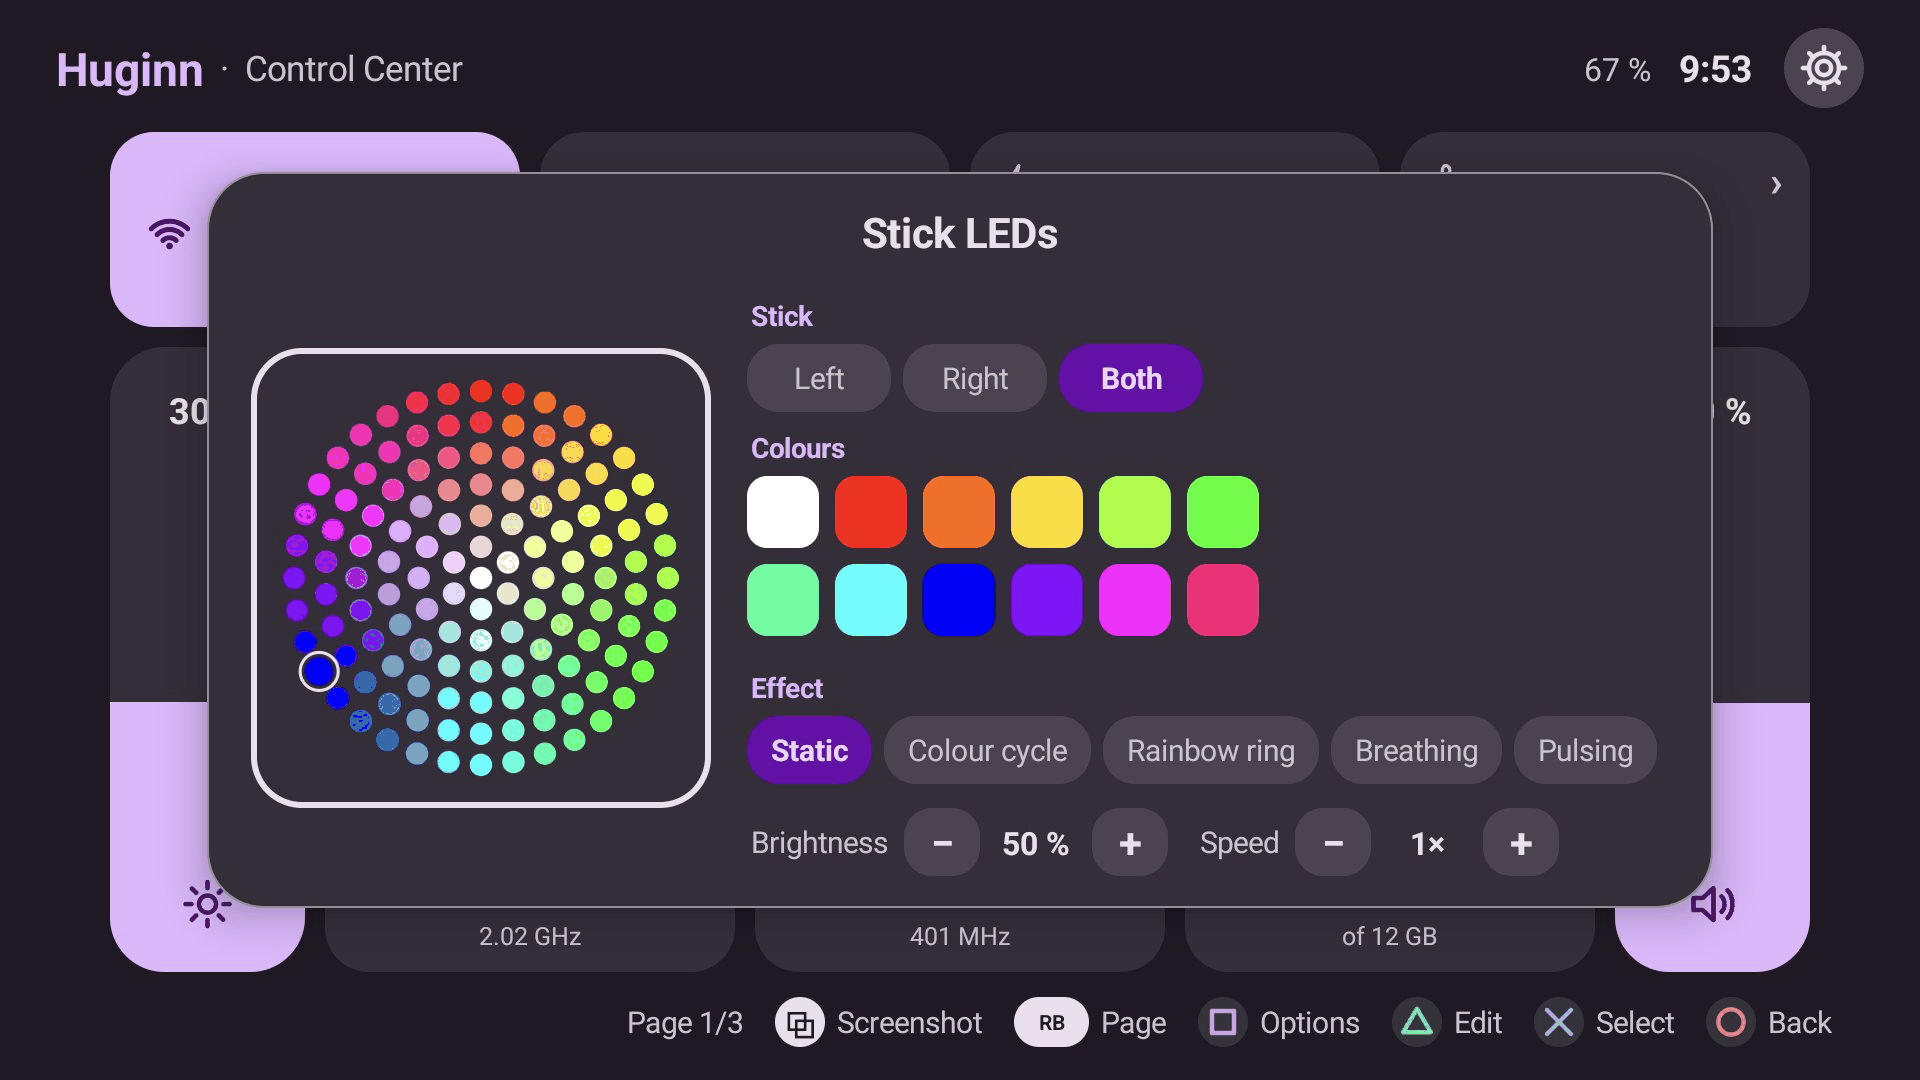 Huginn · Control Center
67 % 9:53
Stick LEDs
Stick
Left Right Both
30
%
Colours
Effect
Static Colour cycle Rainbow ring Breathing Pulsing
Brightness − 50 % + Speed − 1× +
2.02 GHz 401 MHz of 12 GB
Page 1/3 Screenshot RB Page Options Edit Select Back